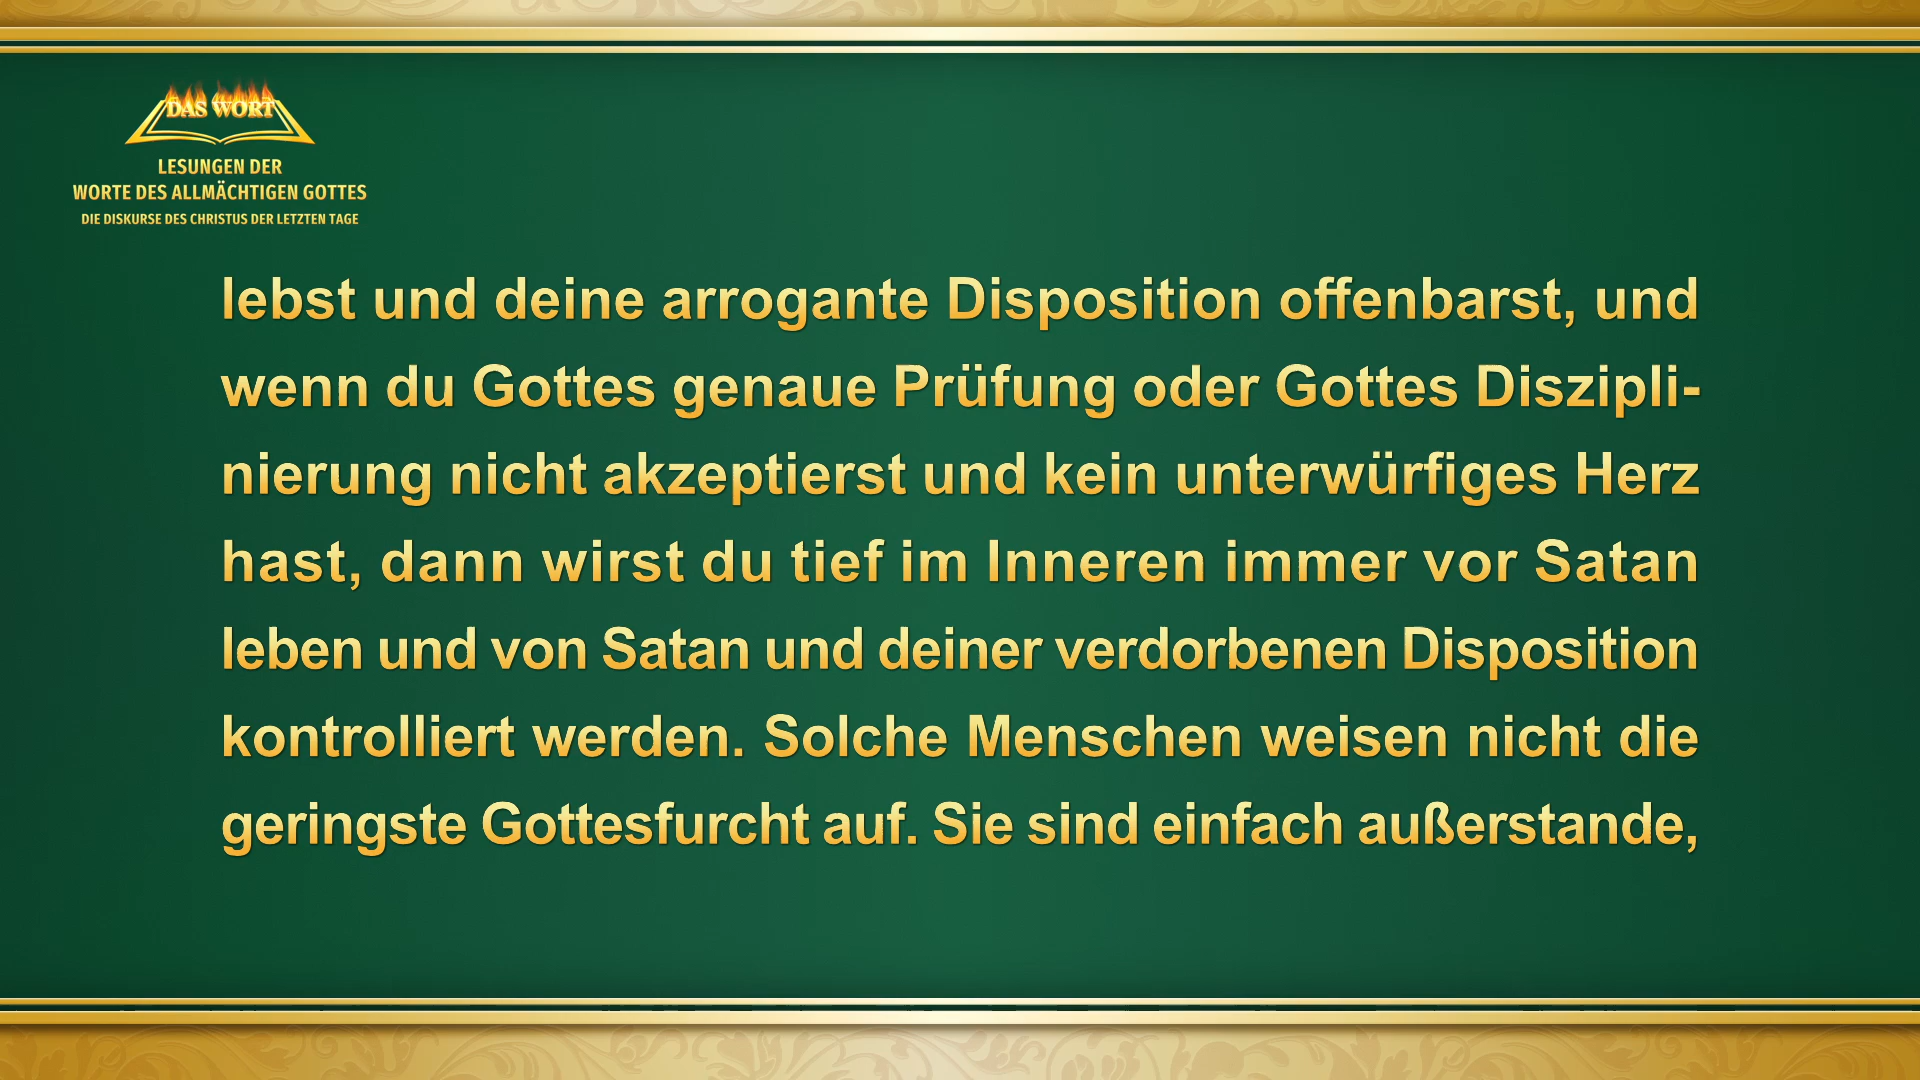 DAS WORT
LESUNGEN DER
WORTE DES ALLMÄCHTIGEN GOTTES
DIE DISKURSE DES CHRISTUS DER LETZTEN TAGE
lebst und deine arrogante Disposition offenbarst, und
wenn du Gottes genaue Prüfung oder Gottes Diszipli-
nierung nicht akzeptierst und kein unterwürfiges Herz
hast, dann wirst du tief im Inneren immer vor Satan
leben und von Satan und deiner verdorbenen Disposition
kontrolliert werden. Solche Menschen weisen nicht die
geringste Gottesfurcht auf. Sie sind einfach außerstande,